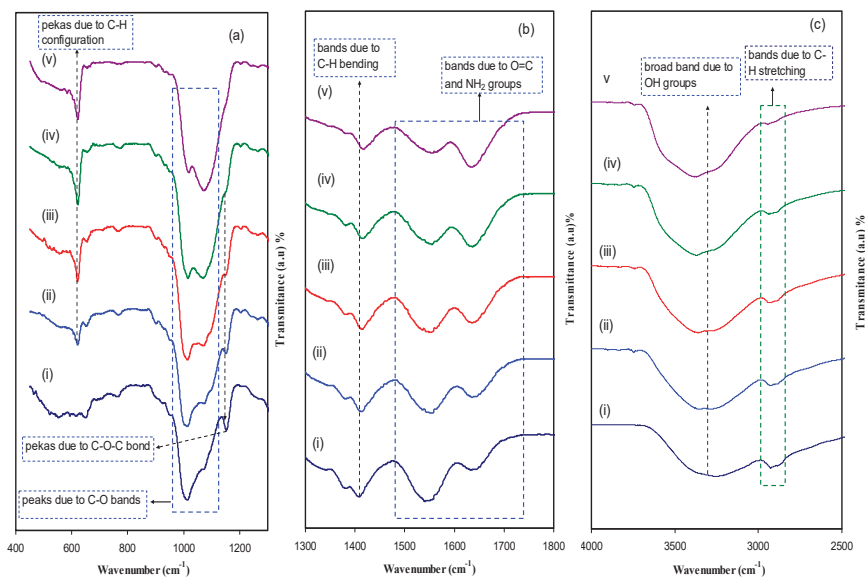 (a)
pekas due to C-H
configuration
(v)
(iv)
(iii)
(ii)
(i)
pekas due to C-O-C bond
peaks due to C-O bands
400 600 800 1000 1200
Wavenumber (cm⁻¹)
Transmitance (a.u) %
(b)
bands due to
C-H bending
bands due to O=C
and NH₂ groups
(v)
(iv)
(iii)
(ii)
(i)
1300 1400 1500 1600 1700 1800
Wavenumber (cm⁻¹)
Transmittance (a.u)%
(c)
broad band due to
OH groups
bands due to C-
H stretching
v
(iv)
(iii)
(ii)
(i)
4000 3500 3000 2500
Wavenumber (cm⁻¹)
Transmitance (a.u)%